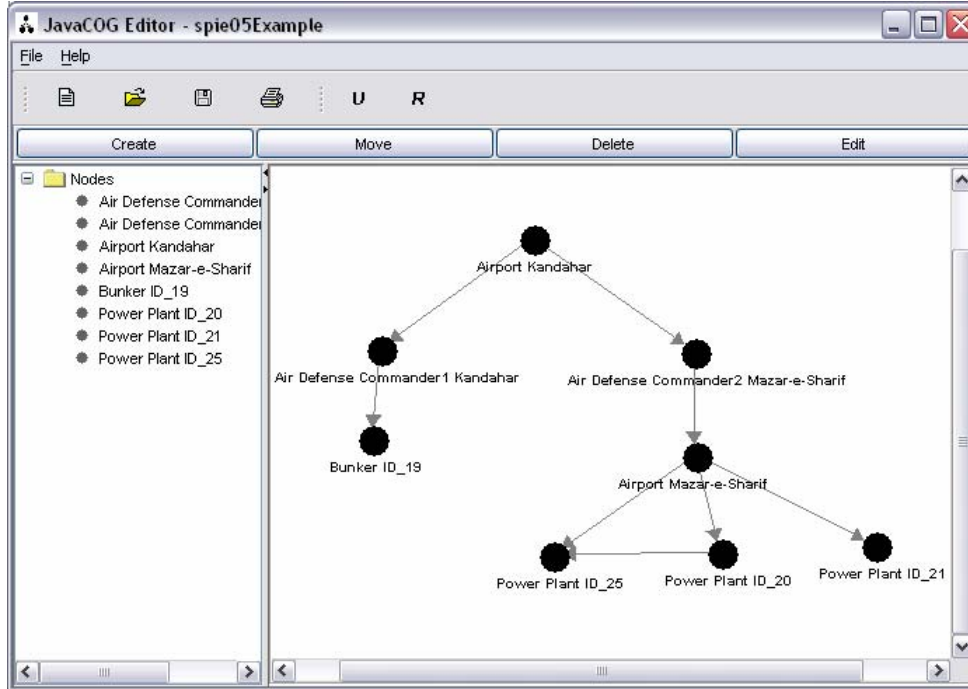 JavaCOG Editor - spie05Example
File Help
U R
Create Move Delete Edit
Nodes
Air Defense Commander
Air Defense Commander
Airport Kandahar
Airport Mazar-e-Sharif
Bunker ID_19
Power Plant ID_20
Power Plant ID_21
Power Plant ID_25
Airport Kandahar
Air Defense Commander1 Kandahar
Air Defense Commander2 Mazar-e-Sharif
Bunker ID_19
Airport Mazar-e-Sharif
Power Plant ID_25
Power Plant ID_20
Power Plant ID_21